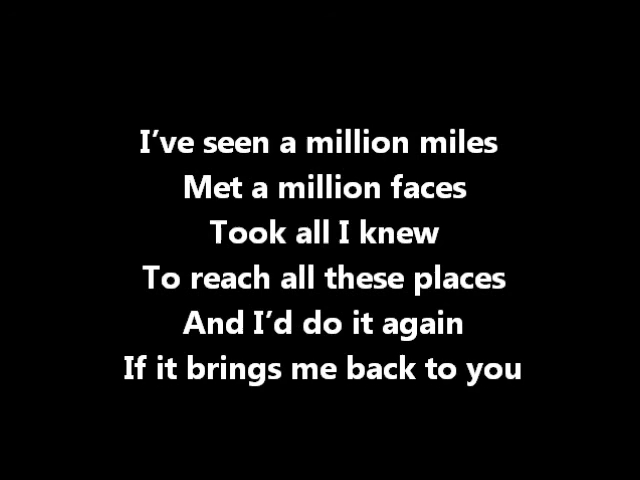 I’ve seen a million miles
Met a million faces
Took all I knew
To reach all these places
And I’d do it again
If it brings me back to you